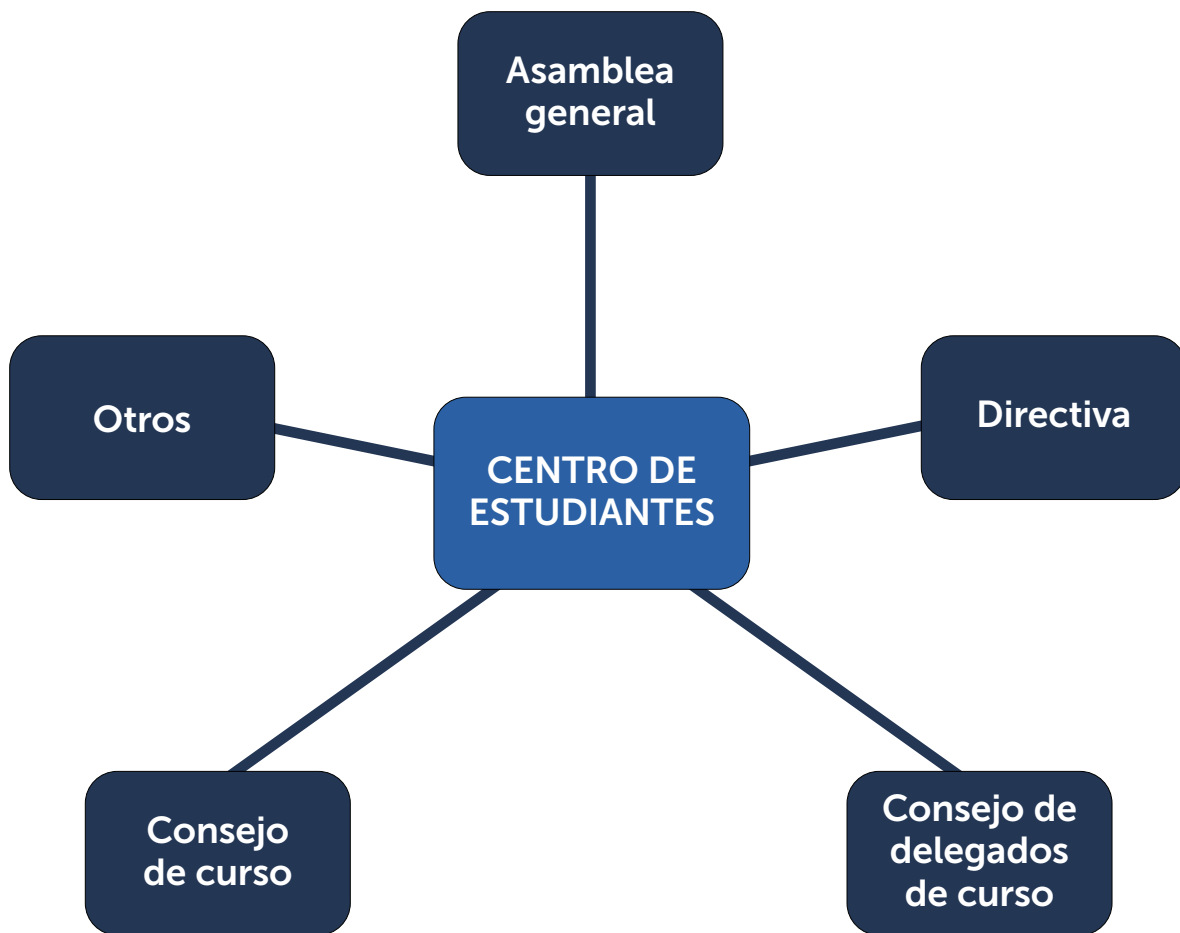 Asamblea
general
Otros
Directiva
CENTRO DE
ESTUDIANTES
Consejo
de curso
Consejo de
delegados
de curso